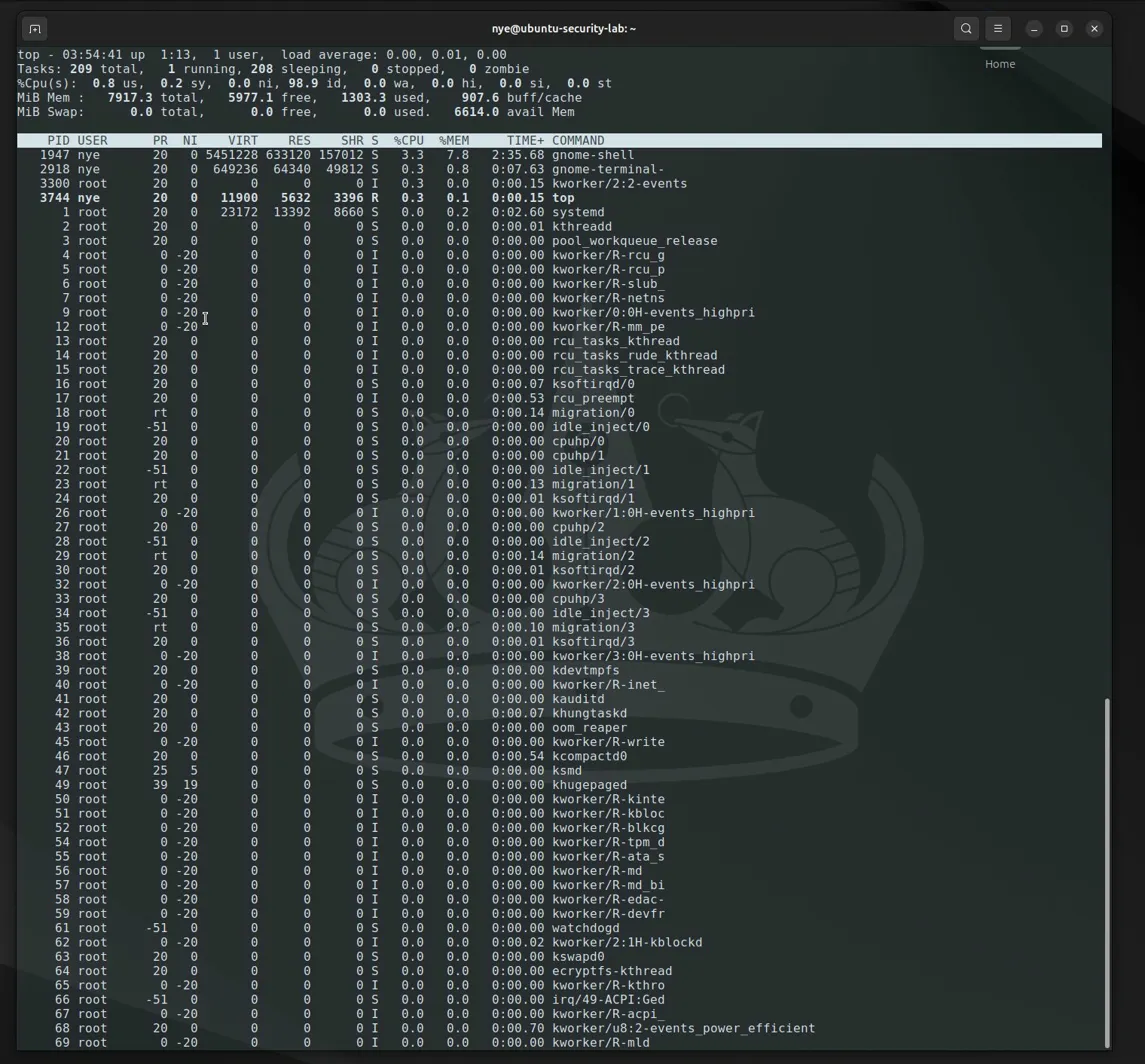 nye@ubuntu-security-lab: ~
Home
top - 03:54:41 up  1:13,  1 user,  load average: 0.00, 0.01, 0.00
Tasks: 209 total,   1 running, 208 sleeping,   0 stopped,   0 zombie
%Cpu(s):  0.8 us,  0.2 sy,  0.0 ni, 98.9 id,  0.0 wa,  0.0 hi,  0.0 si,  0.0 st
MiB Mem :   7917.3 total,   5977.1 free,   1303.3 used,    907.6 buff/cache
MiB Swap:      0.0 total,      0.0 free,      0.0 used.   6614.0 avail Mem
PID USER      PR  NI    VIRT    RES    SHR S  %CPU  %MEM     TIME+ COMMAND
1947 nye       20   0 5451228 633120 157012 S   3.3   7.8   2:35.68 gnome-shell
2918 nye       20   0  649236  64340  49812 S   0.3   0.8   0:07.63 gnome-terminal-
3300 root      20   0       0      0      0 I   0.3   0.0   0:00.15 kworker/2:2-events
3744 nye       20   0   11900   5632   3396 R   0.3   0.1   0:00.15 top
1 root      20   0   23172  13392   8660 S   0.0   0.2   0:02.60 systemd
2 root      20   0       0      0      0 S   0.0   0.0   0:00.01 kthreadd
3 root      20   0       0      0      0 S   0.0   0.0   0:00.00 pool_workqueue_release
4 root       0 -20       0      0      0 I   0.0   0.0   0:00.00 kworker/R-rcu_g
5 root       0 -20       0      0      0 I   0.0   0.0   0:00.00 kworker/R-rcu_p
6 root       0 -20       0      0      0 I   0.0   0.0   0:00.00 kworker/R-slub_
7 root       0 -20       0      0      0 I   0.0   0.0   0:00.00 kworker/R-netns
9 root       0 -20       0      0      0 I   0.0   0.0   0:00.00 kworker/0:0H-events_highpri
12 root       0 -20       0      0      0 I   0.0   0.0   0:00.00 kworker/R-mm_pe
13 root      20   0       0      0      0 I   0.0   0.0   0:00.00 rcu_tasks_kthread
14 root      20   0       0      0      0 I   0.0   0.0   0:00.00 rcu_tasks_rude_kthread
15 root      20   0       0      0      0 I   0.0   0.0   0:00.00 rcu_tasks_trace_kthread
16 root      20   0       0      0      0 S   0.0   0.0   0:00.07 ksoftirqd/0
17 root      20   0       0      0      0 I   0.0   0.0   0:00.53 rcu_preempt
18 root      rt   0       0      0      0 S   0.0   0.0   0:00.14 migration/0
19 root     -51   0       0      0      0 S   0.0   0.0   0:00.00 idle_inject/0
20 root      20   0       0      0      0 S   0.0   0.0   0:00.00 cpuhp/0
21 root      20   0       0      0      0 S   0.0   0.0   0:00.00 cpuhp/1
22 root     -51   0       0      0      0 S   0.0   0.0   0:00.00 idle_inject/1
23 root      rt   0       0      0      0 S   0.0   0.0   0:00.13 migration/1
24 root      20   0       0      0      0 S   0.0   0.0   0:00.01 ksoftirqd/1
26 root       0 -20       0      0      0 I   0.0   0.0   0:00.00 kworker/1:0H-events_highpri
27 root      20   0       0      0      0 S   0.0   0.0   0:00.00 cpuhp/2
28 root     -51   0       0      0      0 S   0.0   0.0   0:00.00 idle_inject/2
29 root      rt   0       0      0      0 S   0.0   0.0   0:00.14 migration/2
30 root      20   0       0      0      0 S   0.0   0.0   0:00.01 ksoftirqd/2
32 root       0 -20       0      0      0 I   0.0   0.0   0:00.00 kworker/2:0H-events_highpri
33 root      20   0       0      0      0 S   0.0   0.0   0:00.00 cpuhp/3
34 root     -51   0       0      0      0 S   0.0   0.0   0:00.00 idle_inject/3
35 root      rt   0       0      0      0 S   0.0   0.0   0:00.10 migration/3
36 root      20   0       0      0      0 S   0.0   0.0   0:00.01 ksoftirqd/3
38 root       0 -20       0      0      0 I   0.0   0.0   0:00.00 kworker/3:0H-events_highpri
39 root      20   0       0      0      0 S   0.0   0.0   0:00.00 kdevtmpfs
40 root       0 -20       0      0      0 I   0.0   0.0   0:00.00 kworker/R-inet_
41 root      20   0       0      0      0 S   0.0   0.0   0:00.00 kauditd
42 root      20   0       0      0      0 S   0.0   0.0   0:00.07 khungtaskd
43 root      20   0       0      0      0 S   0.0   0.0   0:00.00 oom_reaper
45 root       0 -20       0      0      0 I   0.0   0.0   0:00.00 kworker/R-write
46 root      20   0       0      0      0 S   0.0   0.0   0:00.54 kcompactd0
47 root      25   5       0      0      0 S   0.0   0.0   0:00.00 ksmd
49 root      39  19       0      0      0 S   0.0   0.0   0:00.00 khugepaged
50 root       0 -20       0      0      0 I   0.0   0.0   0:00.00 kworker/R-kinte
51 root       0 -20       0      0      0 I   0.0   0.0   0:00.00 kworker/R-kbloc
52 root       0 -20       0      0      0 I   0.0   0.0   0:00.00 kworker/R-blkcg
54 root       0 -20       0      0      0 I   0.0   0.0   0:00.00 kworker/R-tpm_d
55 root       0 -20       0      0      0 I   0.0   0.0   0:00.00 kworker/R-ata_s
56 root       0 -20       0      0      0 I   0.0   0.0   0:00.00 kworker/R-md
57 root       0 -20       0      0      0 I   0.0   0.0   0:00.00 kworker/R-md_bi
58 root       0 -20       0      0      0 I   0.0   0.0   0:00.00 kworker/R-edac-
59 root       0 -20       0      0      0 I   0.0   0.0   0:00.00 kworker/R-devfr
61 root     -51   0       0      0      0 S   0.0   0.0   0:00.00 watchdogd
62 root       0 -20       0      0      0 I   0.0   0.0   0:00.02 kworker/2:1H-kblockd
63 root      20   0       0      0      0 S   0.0   0.0   0:00.00 kswapd0
64 root      20   0       0      0      0 S   0.0   0.0   0:00.00 ecryptfs-kthread
65 root       0 -20       0      0      0 I   0.0   0.0   0:00.00 kworker/R-kthro
66 root     -51   0       0      0      0 S   0.0   0.0   0:00.00 irq/49-ACPI:Ged
67 root       0 -20       0      0      0 I   0.0   0.0   0:00.00 kworker/R-acpi_
68 root      20   0       0      0      0 I   0.0   0.0   0:00.70 kworker/u8:2-events_power_efficient
69 root       0 -20       0      0      0 I   0.0   0.0   0:00.00 kworker/R-mld